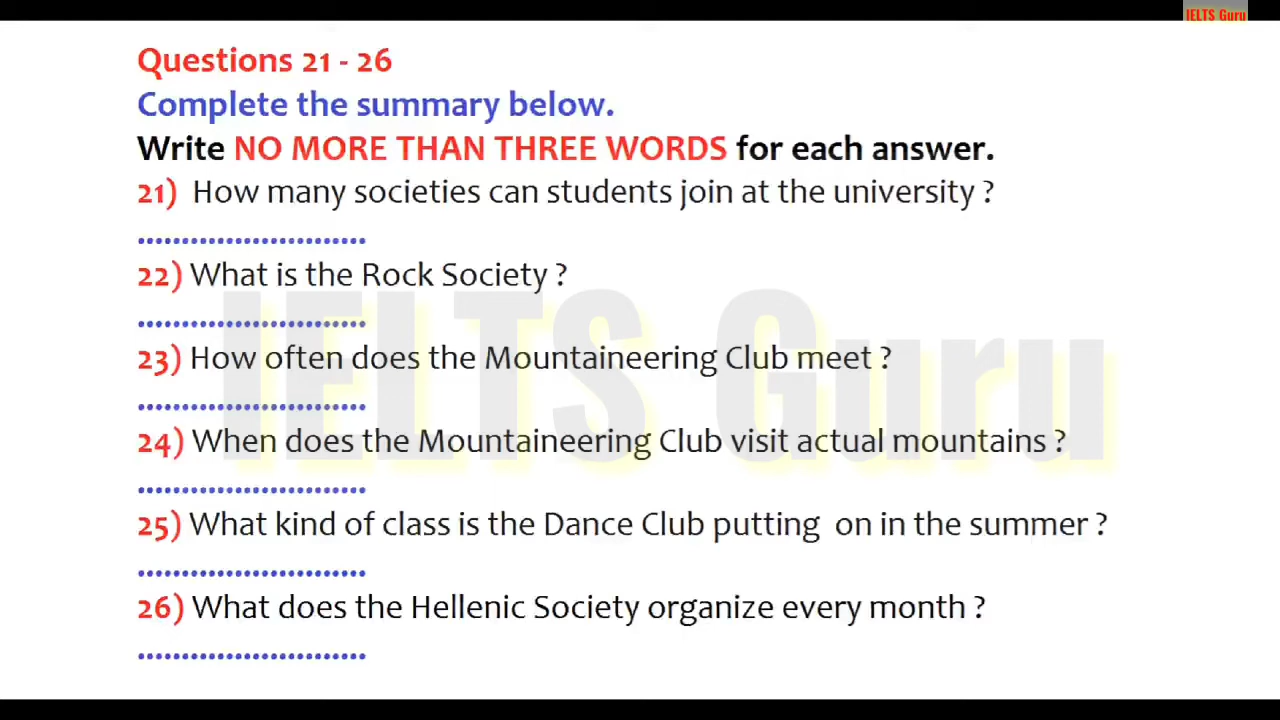 IELTS Guru
Questions 21 - 26
Complete the summary below.
Write NO MORE THAN THREE WORDS for each answer.
21) How many societies can students join at the university ?
..........................
22) What is the Rock Society ?
..........................
23) How often does the Mountaineering Club meet ?
..........................
24) When does the Mountaineering Club visit actual mountains ?
..........................
25) What kind of class is the Dance Club putting on in the summer ?
..........................
26) What does the Hellenic Society organize every month ?
..........................
IELTS Guru